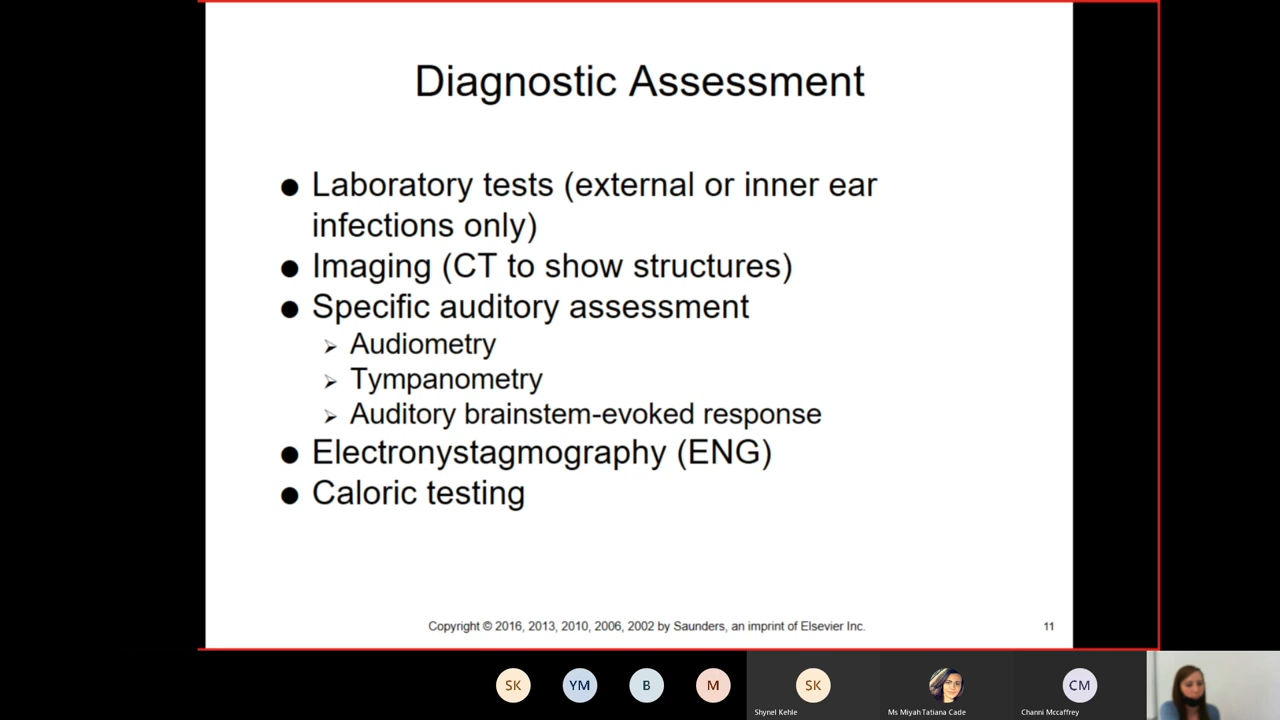 Diagnostic Assessment
● Laboratory tests (external or inner ear
infections only)
● Imaging (CT to show structures)
● Specific auditory assessment
➢ Audiometry
➢ Tympanometry
➢ Auditory brainstem-evoked response
● Electronystagmography (ENG)
● Caloric testing
Copyright © 2016, 2013, 2010, 2006, 2002 by Saunders, an imprint of Elsevier Inc.
11
SK YM B M SK CM
Shynel Kehle Ms Miyah Tatiana Cade Channi Mccaffrey